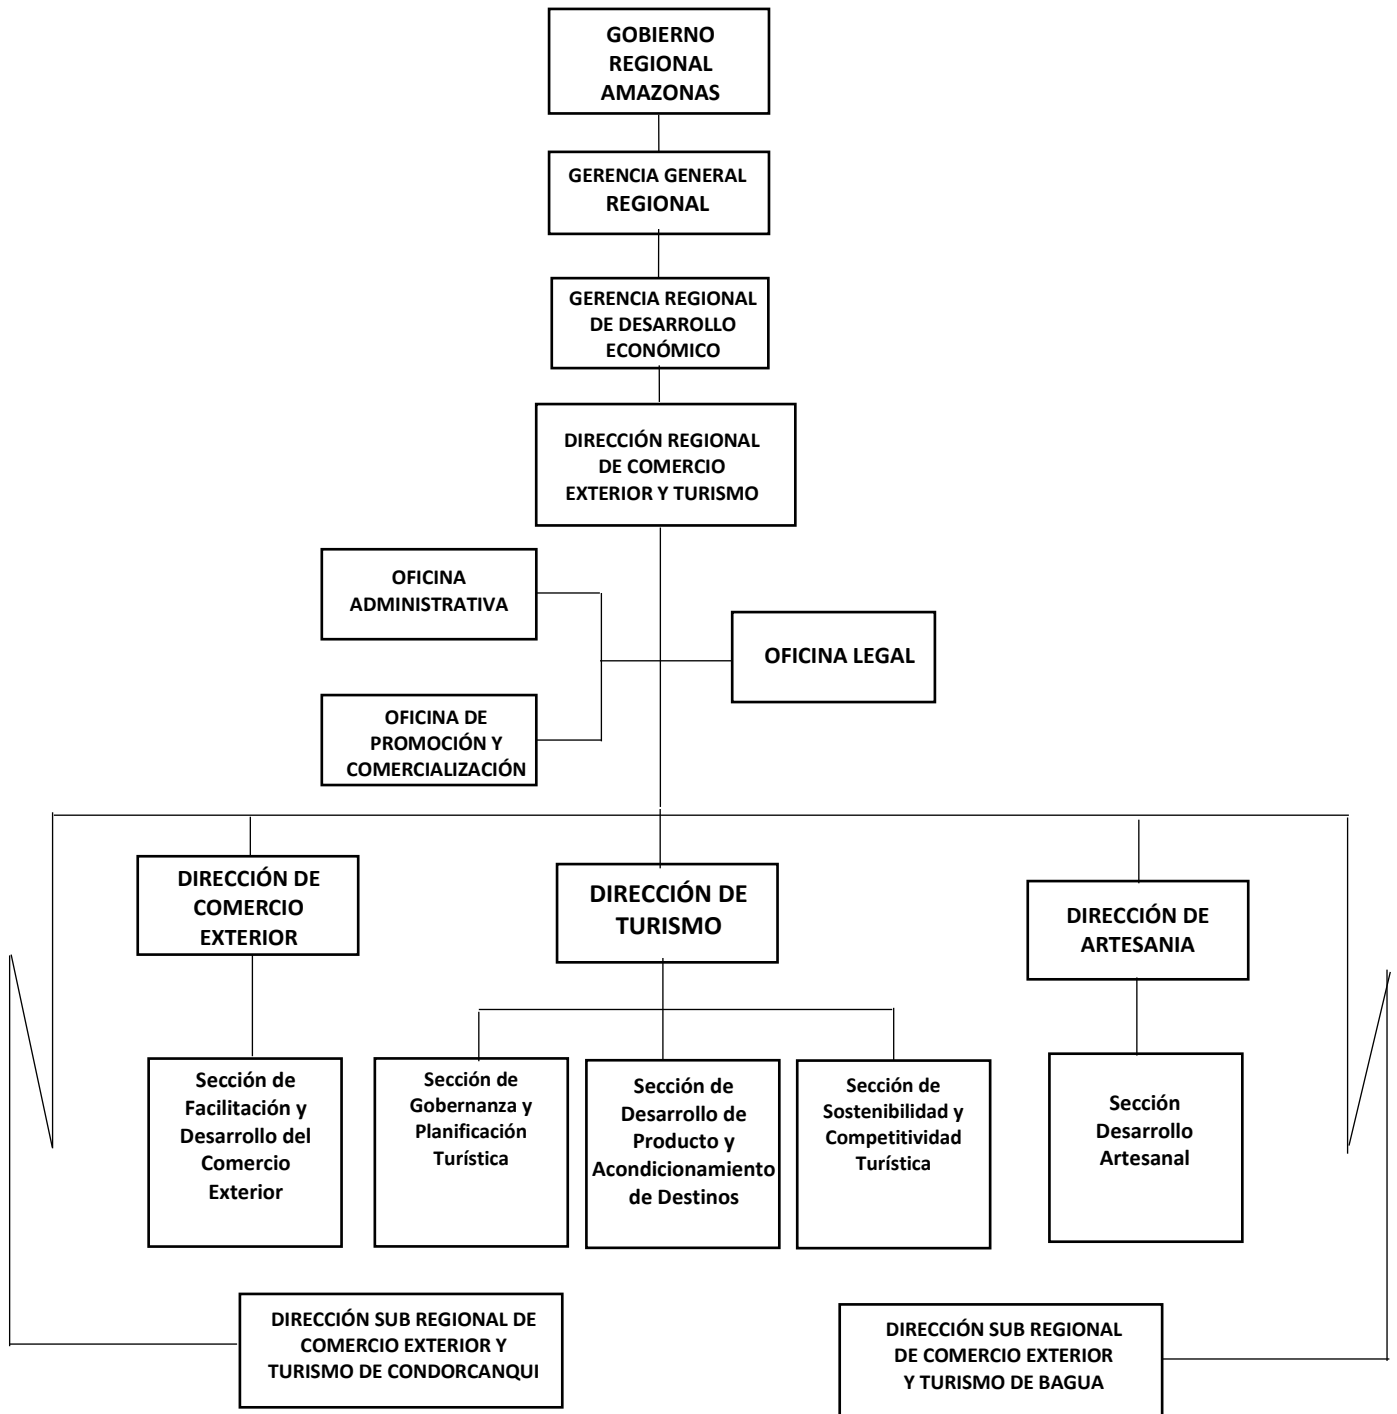 GOBIERNO
REGIONAL
AMAZONAS
GERENCIA GENERAL
REGIONAL
GERENCIA REGIONAL
DE DESARROLLO
ECONÓMICO
DIRECCIÓN REGIONAL
DE COMERCIO
EXTERIOR Y TURISMO
OFICINA
ADMINISTRATIVA
OFICINA LEGAL
OFICINA DE
PROMOCIÓN Y
COMERCIALIZACIÓN
DIRECCIÓN DE
COMERCIO
EXTERIOR
DIRECCIÓN DE
TURISMO
DIRECCIÓN DE
ARTESANIA
Sección de
Facilitación y
Desarrollo del
Comercio
Exterior
Sección de
Gobernanza y
Planificación
Turística
Sección de
Desarrollo de
Producto y
Acondicionamiento
de Destinos
Sección de
Sostenibilidad y
Competitividad
Turística
Sección
Desarrollo
Artesanal
DIRECCIÓN SUB REGIONAL DE
COMERCIO EXTERIOR Y
TURISMO DE CONDORCANQUI
DIRECCIÓN SUB REGIONAL
DE COMERCIO EXTERIOR
Y TURISMO DE BAGUA